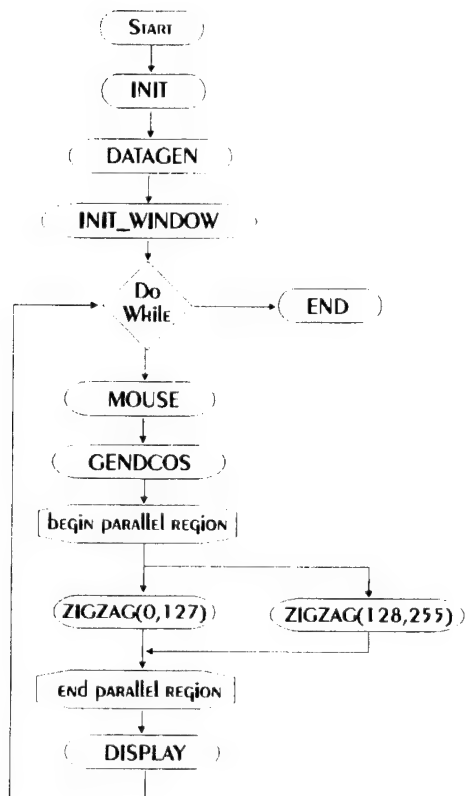 Start
INIT
DATAGEN
INIT_WINDOW
Do
While
END
MOUSE
GENDCOS
begin parallel region
ZIGZAG(0,127)
ZIGZAG(128,255)
end parallel region
DISPLAY